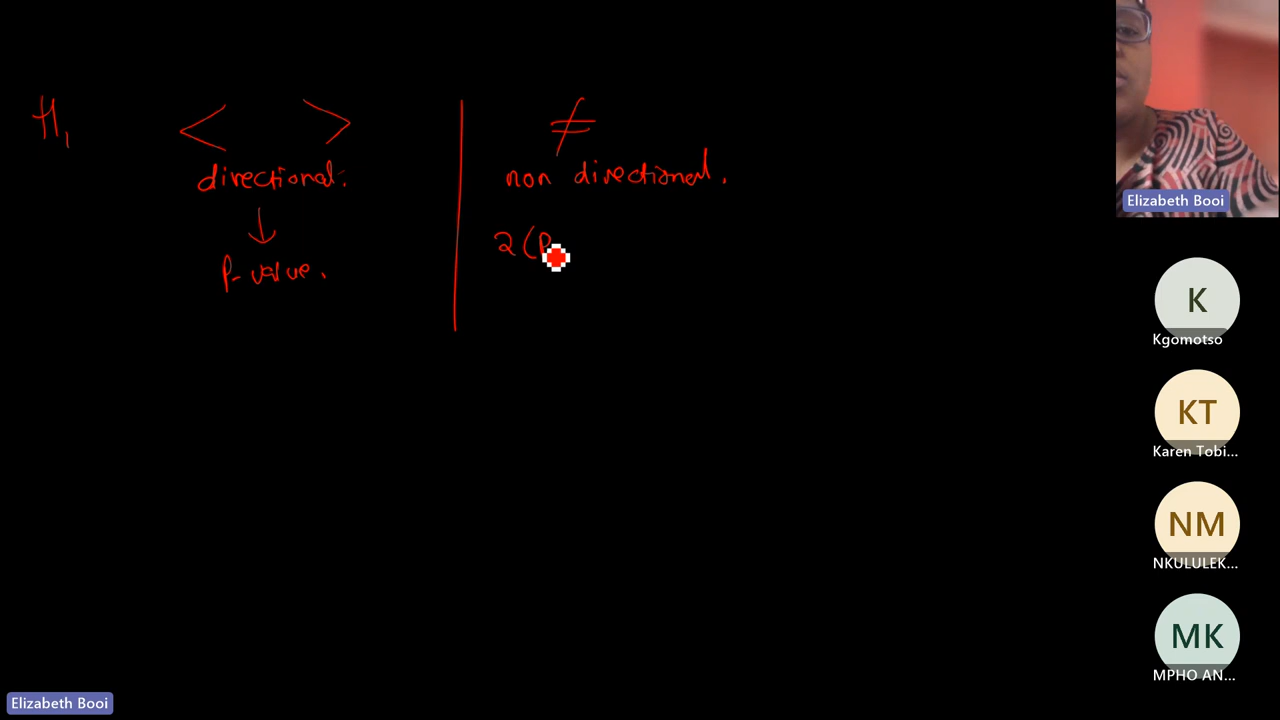 H₁ < > ≠
directional: non directional.
↓
P-value. 2(P
Elizabeth Booi
K
Kgomotso
KT
Karen Tobi...
NM
NKULULEK...
MK
MPHO AN...
Elizabeth Booi